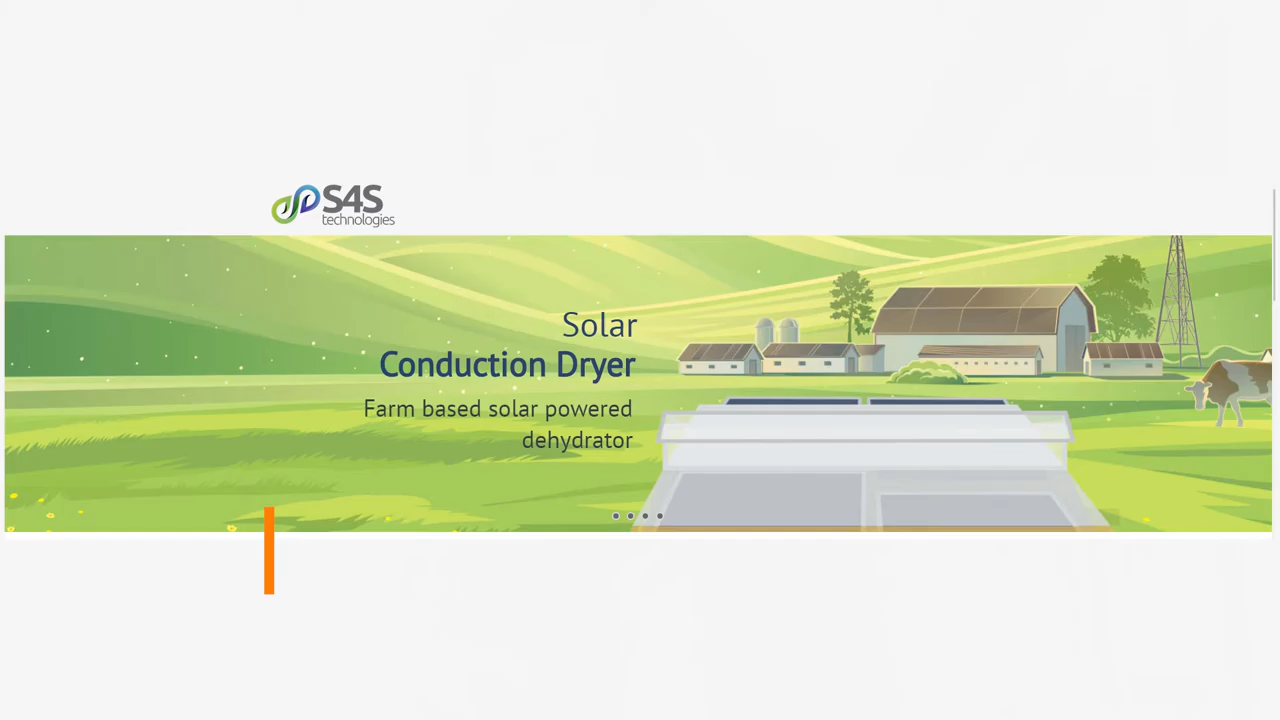 S4S
technologies
Solar
Conduction Dryer
Farm based solar powered
dehydrator